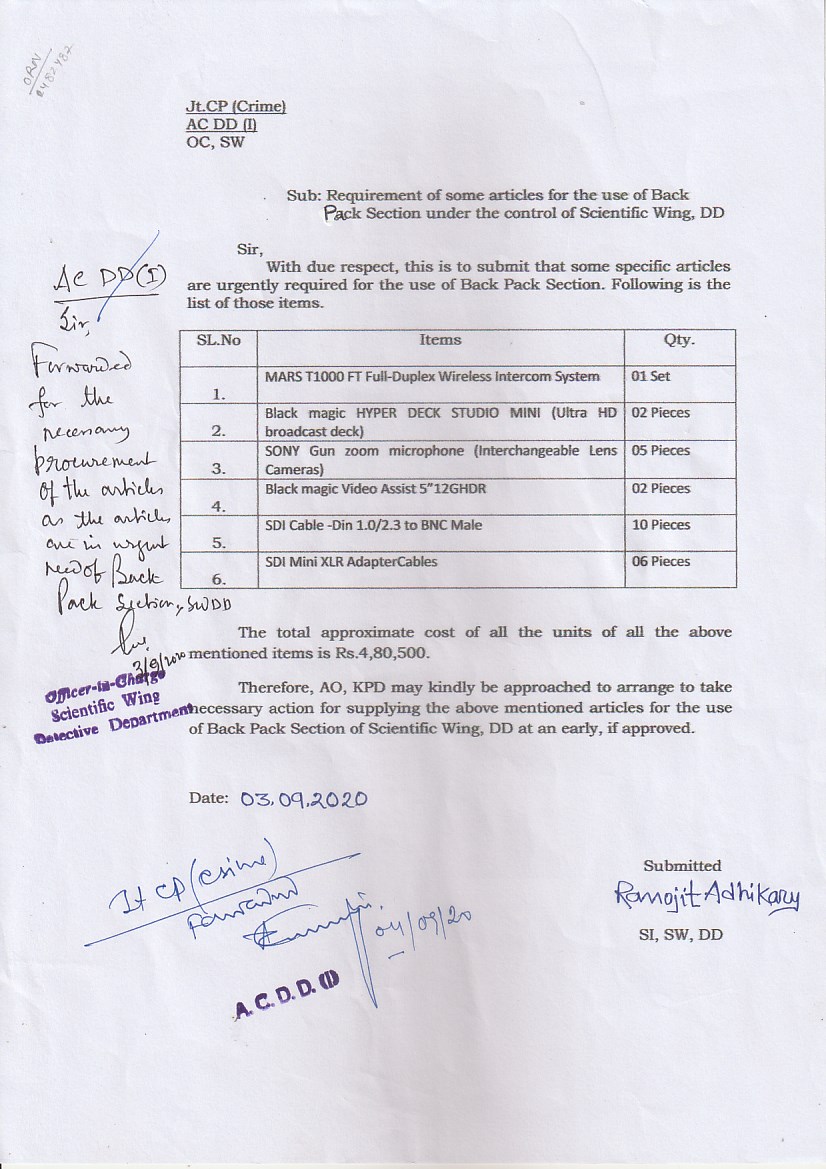 ORN
Jt.CP (Crime)
AC DD (I)
OC, SW
Sub: Requirement of some articles for the use of Back
Pack Section under the control of Scientific Wing, DD
Sir,
With due respect, this is to submit that some specific articles
are urgently required for the use of Back Pack Section. Following is the
list of those items.
SL.No Items Qty.
1. MARS T1000 FT Full-Duplex Wireless Intercom System 01 Set
2. Black magic HYPER DECK STUDIO MINI (Ultra HD 02 Pieces
broadcast deck)
3. SONY Gun zoom microphone (Interchangeable Lens 05 Pieces
Cameras)
4. Black magic Video Assist 5"12GHDR 02 Pieces
5. SDI Cable -Din 1.0/2.3 to BNC Male 10 Pieces
6. SDI Mini XLR AdapterCables 06 Pieces
The total approximate cost of all the units of all the above
mentioned items is Rs.4,80,500.
Therefore, AO, KPD may kindly be approached to arrange to take
necessary action for supplying the above mentioned articles for the use
of Back Pack Section of Scientific Wing, DD at an early, if approved.
AC DD(I)
Sir,
Forwarded
for the
necessary
procurement
of the articles
as the articles
are in urgent
need of Back
Pack Section, SWDD
3/9/2020
Officer-in-Charge
Scientific Wing
Detective Department
Date: 03.09.2020
Jt CP (Crime)
Forwarded
04/09/20
A. C. D. D. (I)
Submitted
Ramojit Adhikary
SI, SW, DD